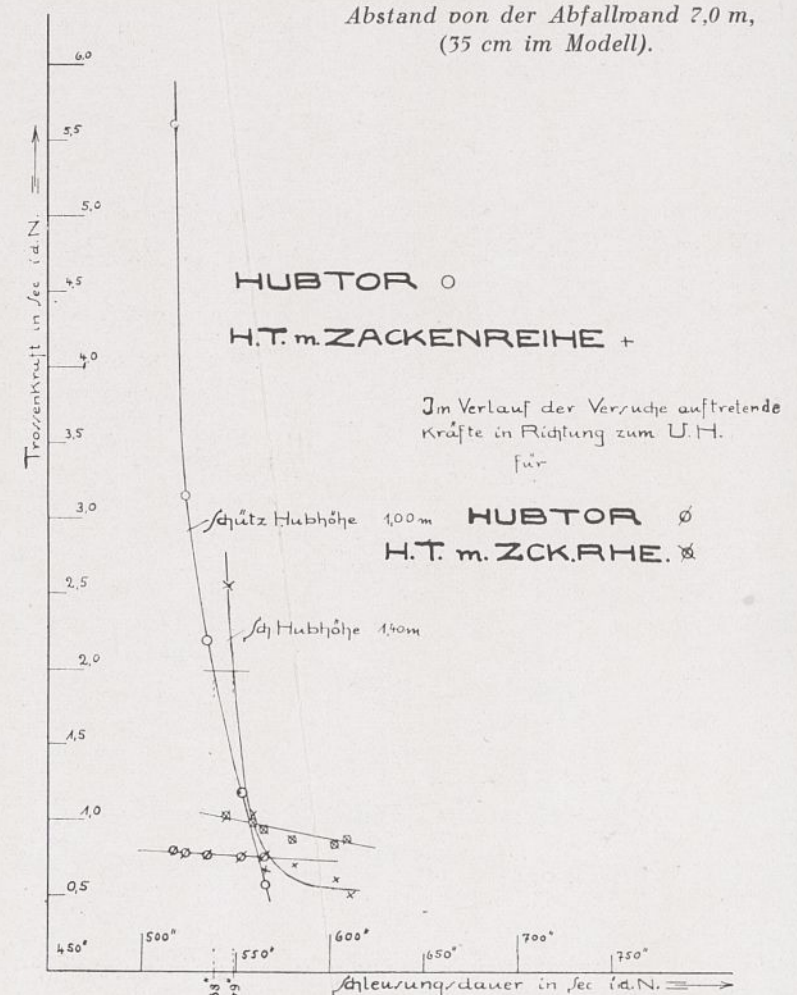 Abstand von der Abfallwand 7,0 m,
(35 cm im Modell).
6,0
5,5
5,0
4,5
4,0
3,5
3,0
2,5
2,0
1,5
1,0
0,5
Trossenkraft in sec i.d.N.
HUBTOR
H.T. m. ZACKENREIHE +
Im Verlauf der Versuche auftretende
Kräfte in Richtung zum U.H.
für
HUBTOR
H.T. m. ZCK.RHE.
Schütz Hubhöhe 1,00 m
Sch Hubhöhe 1,40 m
450" 500" 550" 600" 650" 700" 750"
Schleusungsdauer in sec i.d.N.